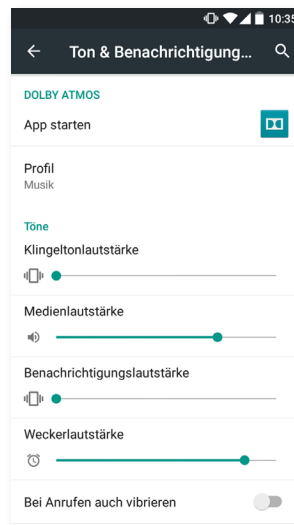 10:35
Ton & Benachrichtigung...
DOLBY ATMOS
App starten
Profil
Musik
Töne
Klingeltonlautstärke
Medienlautstärke
Benachrichtigungslautstärke
Weckerlautstärke
Bei Anrufen auch vibrieren